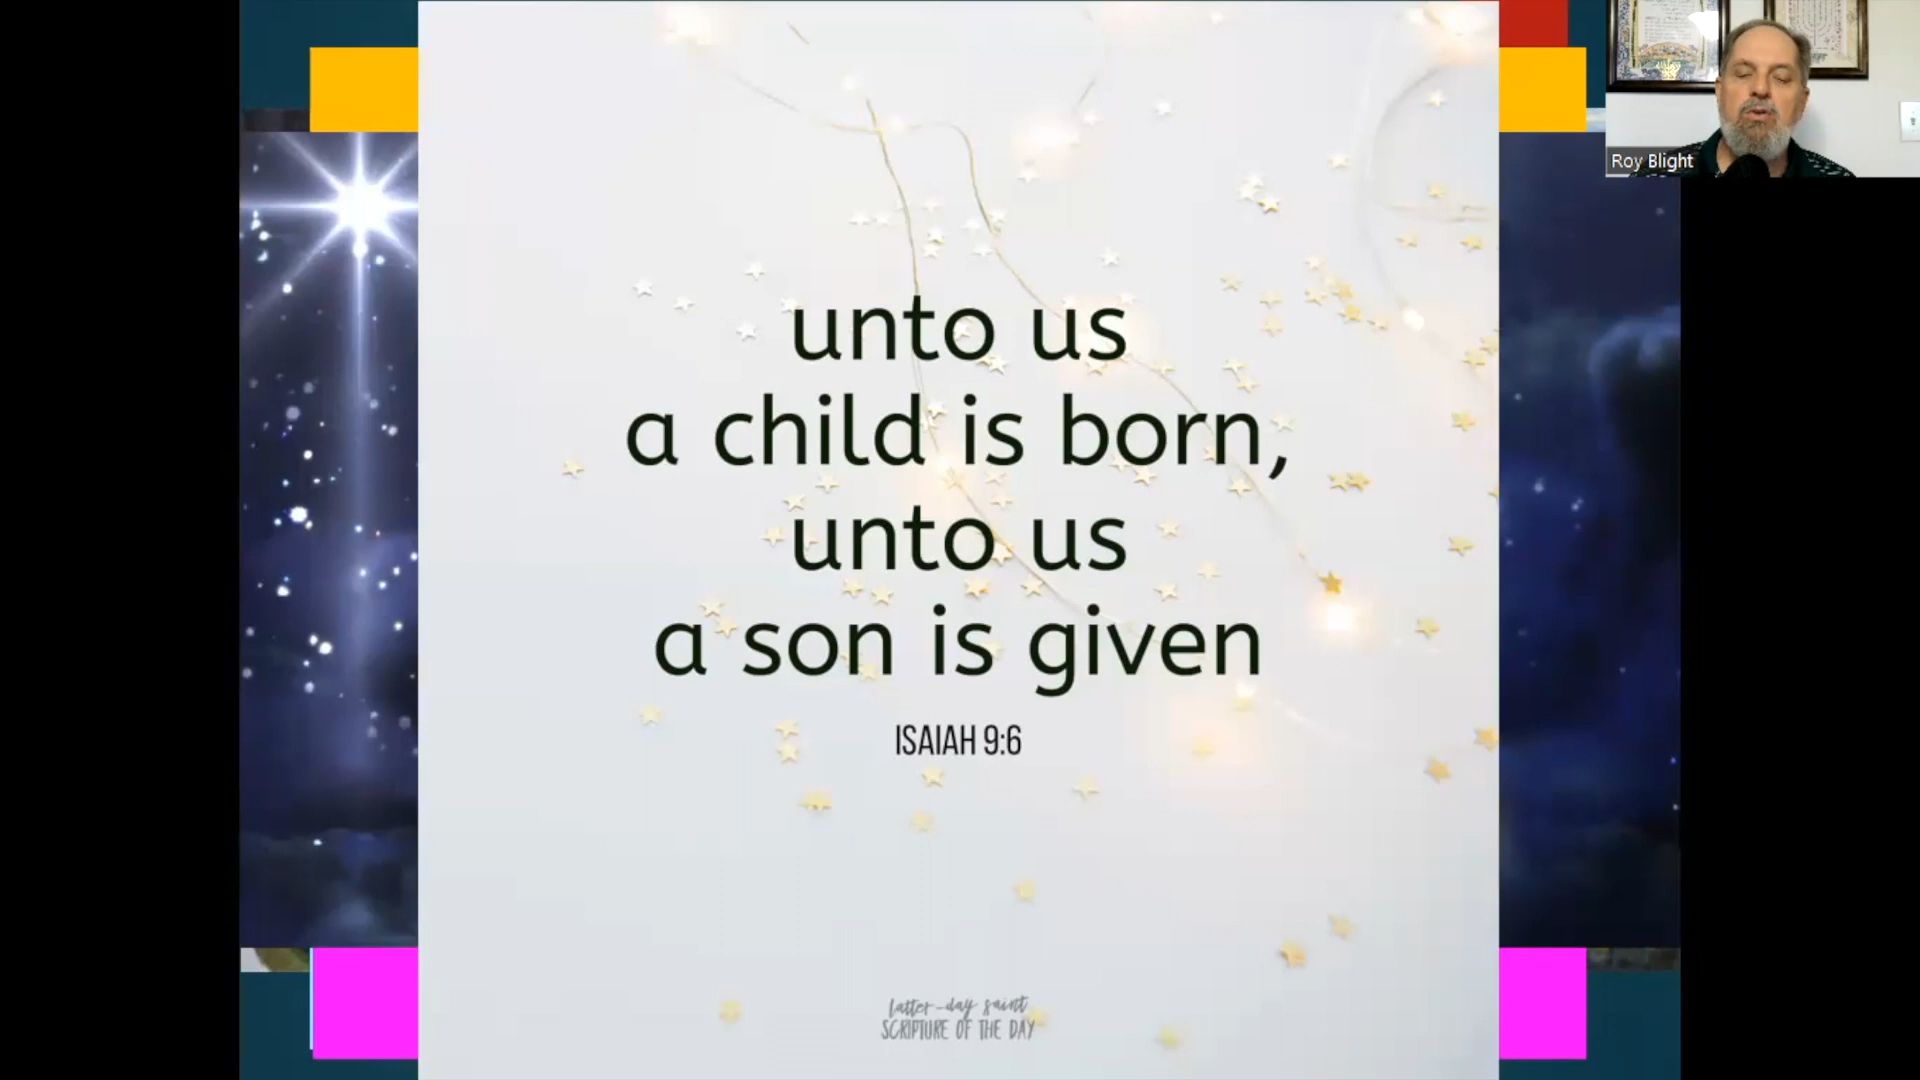 unto us
a child is born,
unto us
a son is given
ISAIAH 9:6
latter-day saint
SCRIPTURE OF THE DAY
Roy Blight